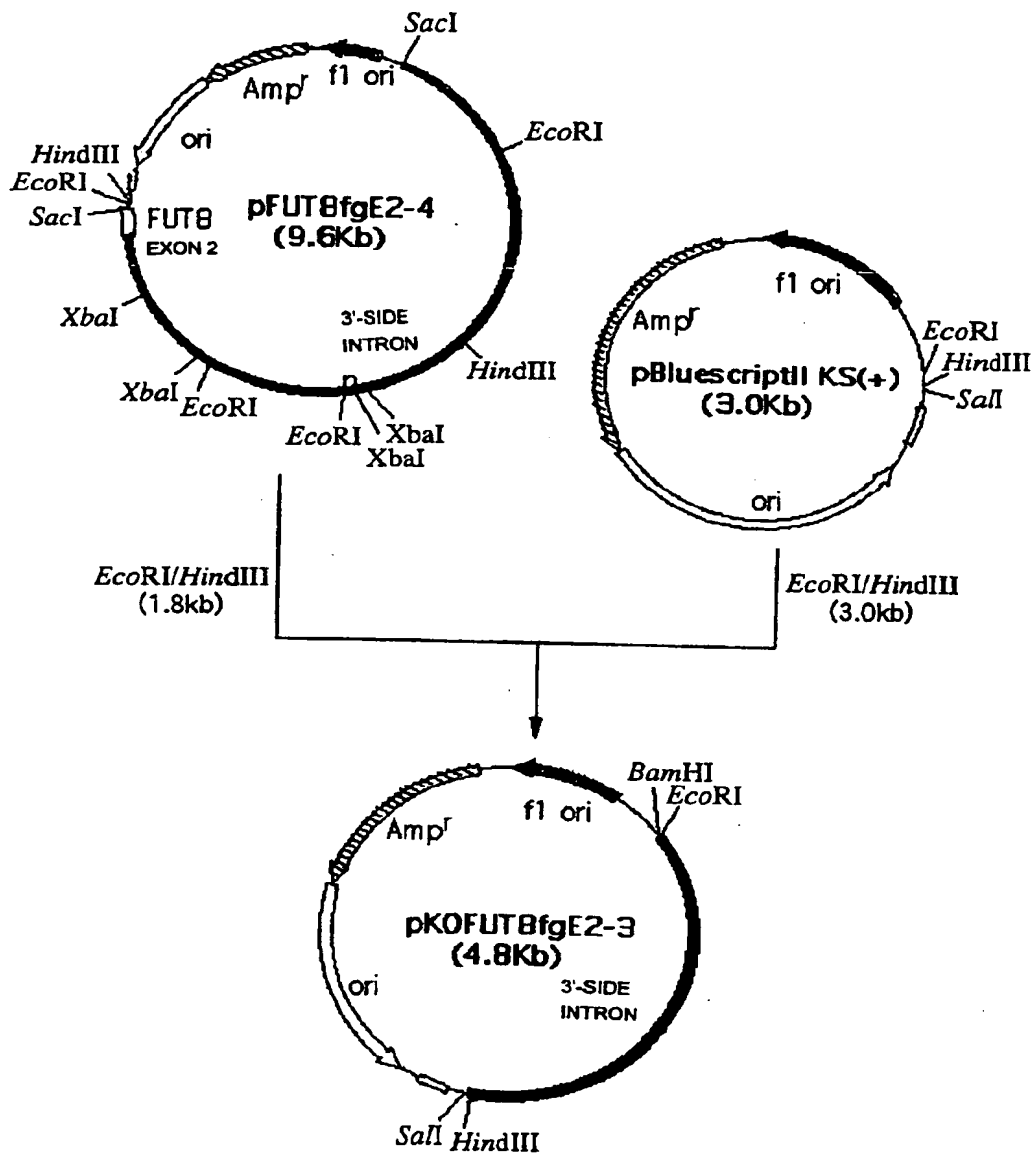 SacI
f1 ori
Ampʳ
EcoRI
ori
HindIII
EcoRI
SacI
FUT8
EXON 2
pFUT8fgE2-4
(9.6Kb)
XbaI
3'-SIDE
INTRON
HindIII
XbaI
EcoRI
EcoRI
XbaI
XbaI
f1 ori
Ampʳ
EcoRI
HindIII
SalI
pBluescriptII KS(+)
(3.0Kb)
ori
EcoRI/HindIII
(1.8kb)
EcoRI/HindIII
(3.0kb)
BamHI
EcoRI
f1 ori
Ampʳ
pKOFUT8fgE2-3
(4.8Kb)
ori
3'-SIDE
INTRON
SalI
HindIII